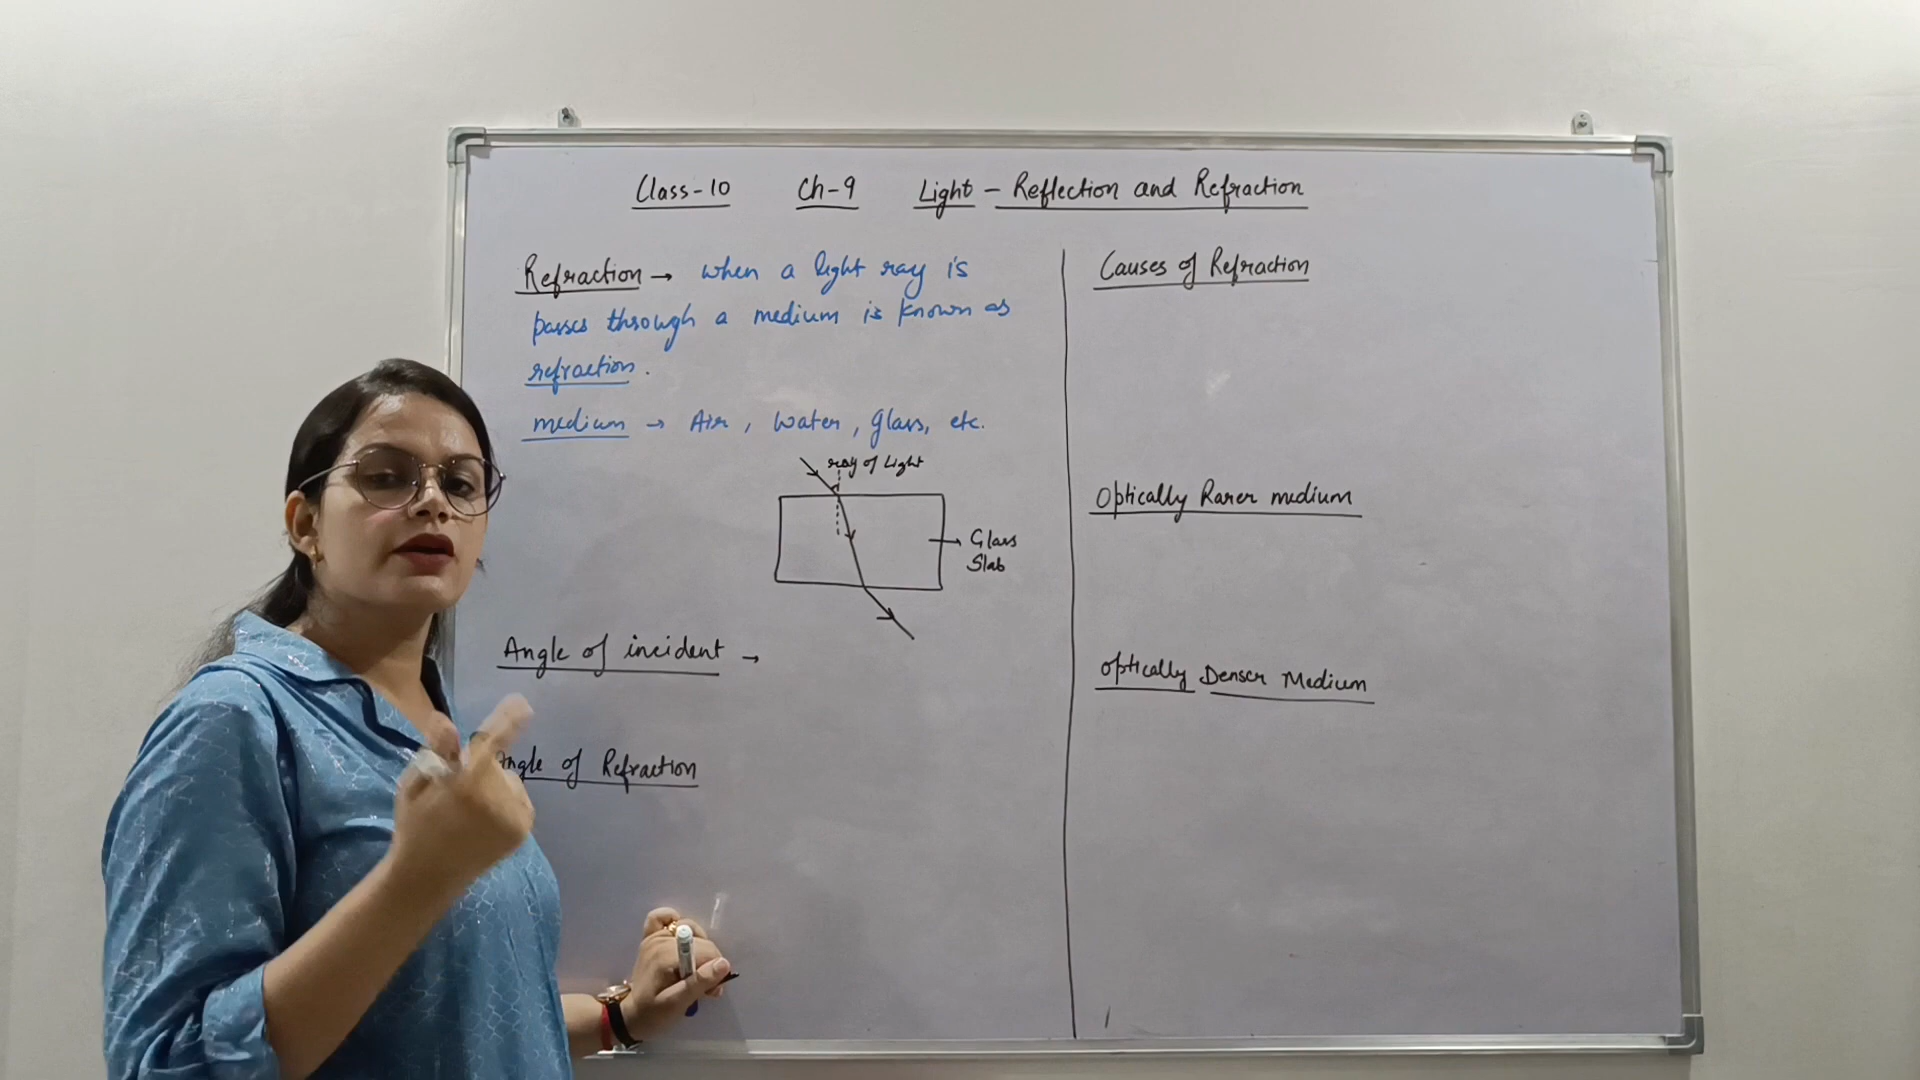 Class-10 Ch-9 Light - Reflection and Refraction
Refraction → when a light ray is
passes through a medium is known as
refraction.
medium → Air, Water, Glass, etc.
ray of Light
Glass
Slab
Angle of incident →
Angle of Refraction
Causes of Refraction
Optically Rarer medium
Optically Denser Medium